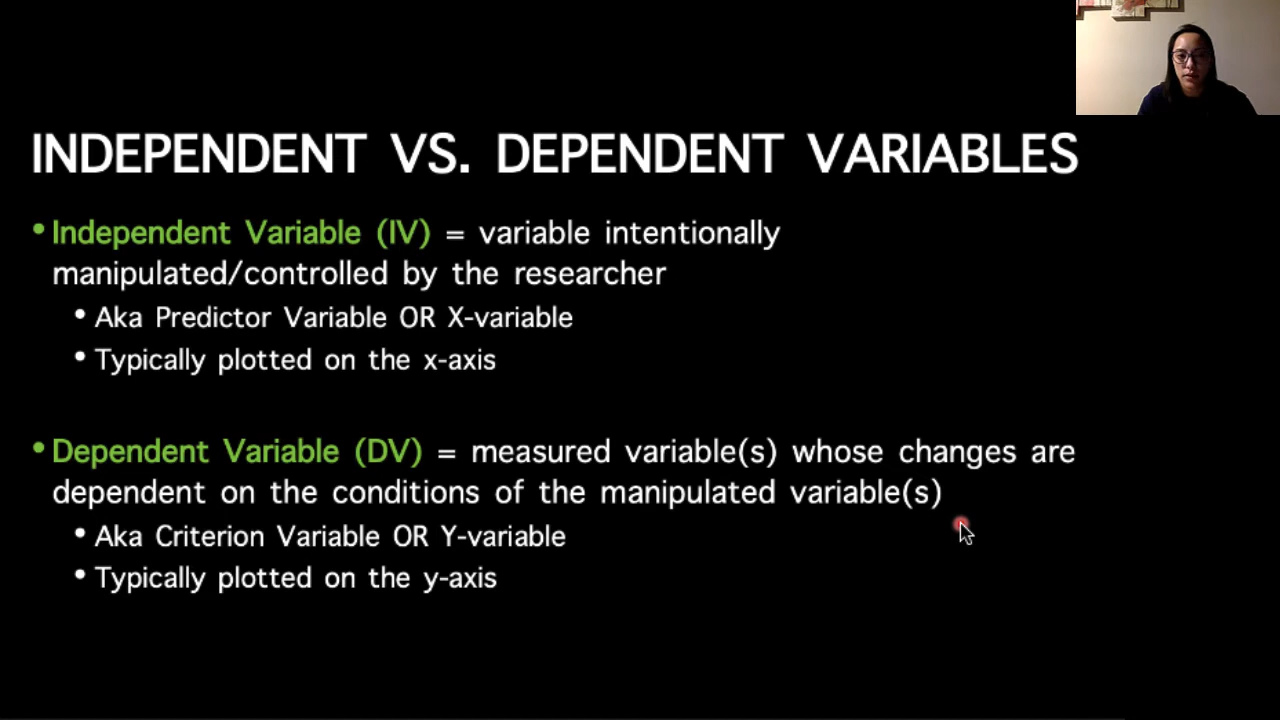 INDEPENDENT VS. DEPENDENT VARIABLES
• Independent Variable (IV) = variable intentionally
manipulated/controlled by the researcher
• Aka Predictor Variable OR X-variable
• Typically plotted on the x-axis
• Dependent Variable (DV) = measured variable(s) whose changes are
dependent on the conditions of the manipulated variable(s)
• Aka Criterion Variable OR Y-variable
• Typically plotted on the y-axis